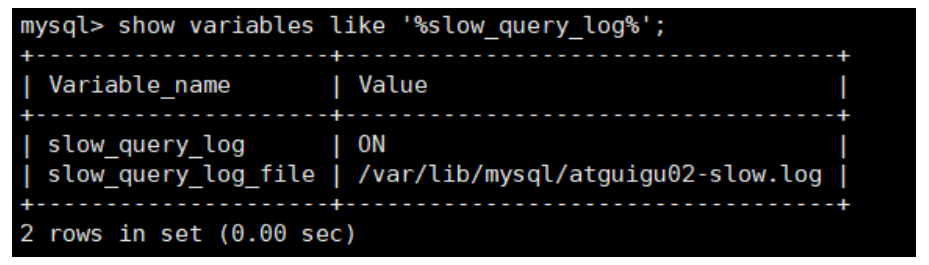 mysql> show variables like '%slow_query_log%';
+---------------------+-----------------------------------+
| Variable_name       | Value                             |
+---------------------+-----------------------------------+
| slow_query_log      | ON                                |
| slow_query_log_file | /var/lib/mysql/atguigu02-slow.log |
+---------------------+-----------------------------------+
2 rows in set (0.00 sec)